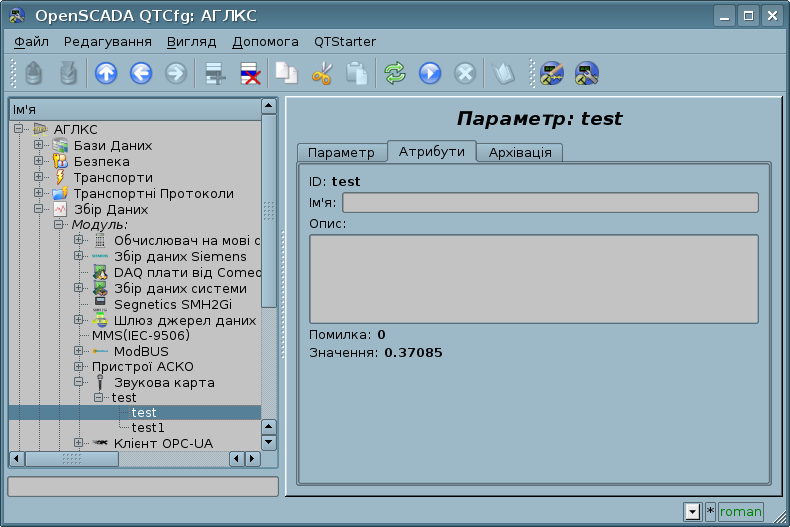 OpenSCADA QTCfg: АГЛКС
Файл Редагування Вигляд Допомога QTStarter
Ім'я
АГЛКС
Бази Даних
Безпека
Транспорти
Транспортні Протоколи
Збір Даних
Модуль:
Обчислювач на мові с
Збір даних Siemens
DAQ плати від Comec
Збір даних системи
Segnetics SMH2Gi
Шлюз джерел даних
MMS(IEC-9506)
ModBUS
Пристрої АСКО
Звукова карта
test
test
test1
Клієнт OPC-UA
Параметр: test
Параметр Атрибути Архівація
ID: test
Ім'я:
Опис:
Помилка: 0
Значення: 0.37085
* roman